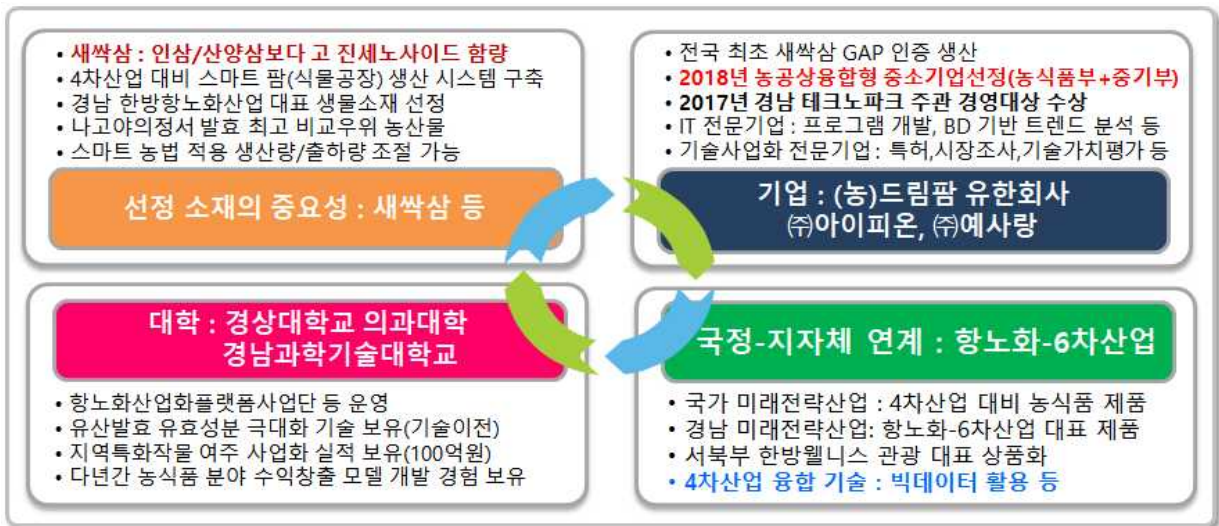 • 새싹삼 : 인삼/산양삼보다 고 진세노사이드 함량
• 4차산업 대비 스마트 팜(식물공장) 생산 시스템 구축
• 경남 한방항노화산업 대표 생물소재 선정
• 나고야의정서 발효 최고 비교우위 농산물
• 스마트 농법 적용 생산량/출하량 조절 가능
선정 소재의 중요성 : 새싹삼 등
• 전국 최초 새싹삼 GAP 인증 생산
• 2018년 농공상융합형 중소기업선정(농식품부+중기부)
• 2017년 경남 테크노파크 주관 경영대상 수상
• IT 전문기업 : 프로그램 개발, BD 기반 트렌드 분석 등
• 기술사업화 전문기업 : 특허,시장조사,기술가치평가 등
기업 : (농)드림팜 유한회사
㈜아이피온, ㈜예사랑
대학 : 경상대학교 의과대학
경남과학기술대학교
• 항노화산업화플랫폼사업단 등 운영
• 유산발효 유효성분 극대화 기술 보유(기술이전)
• 지역특화작물 여주 사업화 실적 보유(100억원)
• 다년간 농식품 분야 수익창출 모델 개발 경험 보유
국정-지자체 연계 : 항노화-6차산업
• 국가 미래전략산업 : 4차산업 대비 농식품 제품
• 경남 미래전략산업: 항노화-6차산업 대표 제품
• 서북부 한방웰니스 관광 대표 상품화
• 4차산업 융합 기술 : 빅데이터 활용 등